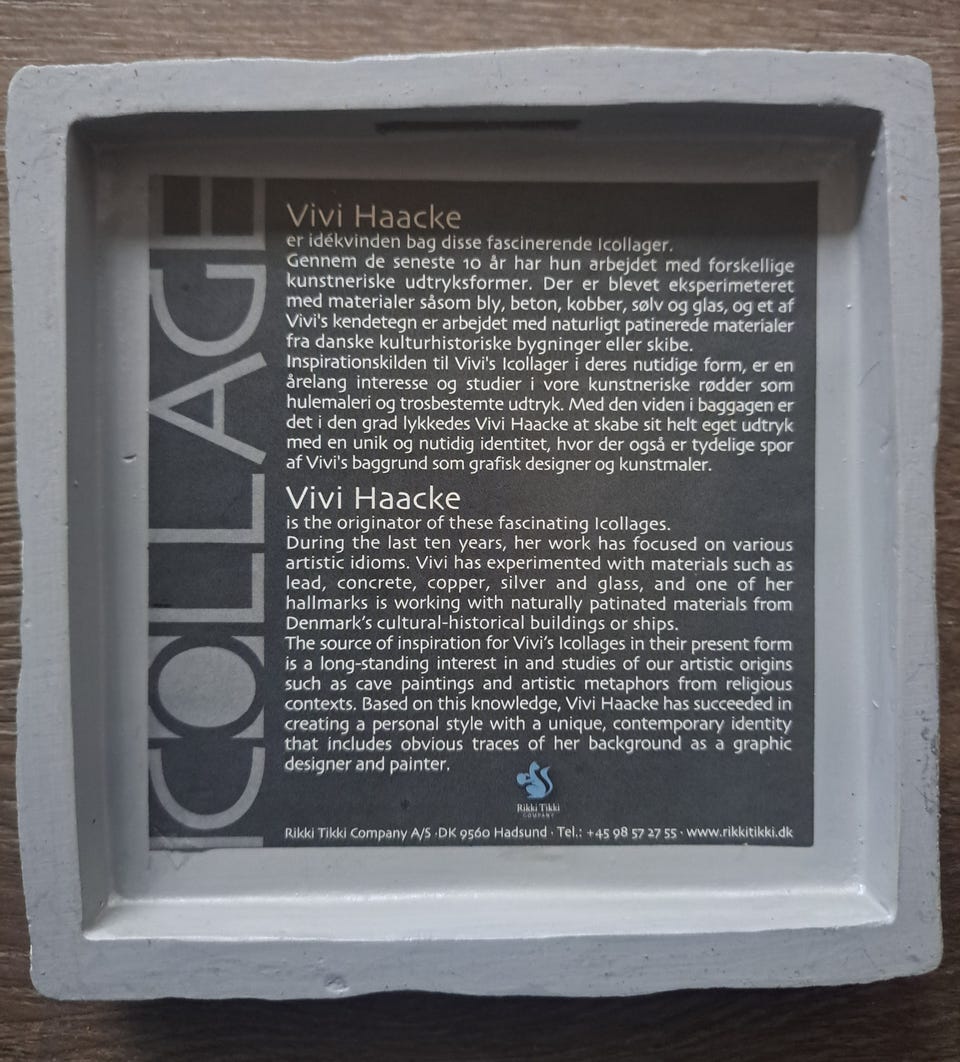 ICOLLAGE
Vivi Haacke
er idékvinden bag disse fascinerende Icollager.
Gennem de seneste 10 år har hun arbejdet med forskellige
kunstneriske udtryksformer. Der er blevet eksperimenteret
med materialer såsom bly, beton, kobber, sølv og glas, og et af
Vivi's kendetegn er arbejdet med naturligt patinerede materialer
fra danske kulturhistoriske bygninger eller skibe.
Inspirationskilden til Vivi's Icollager i deres nutidige form, er en
årelang interesse og studier i vore kunstneriske rødder som
hulemaleri og trosbestemte udtryk. Med den viden i baggagen er
det i den grad lykkedes Vivi Haacke at skabe sit helt eget udtryk
med en unik og nutidig identitet, hvor der også er tydelige spor
af Vivi's baggrund som grafisk designer og kunstmaler.
Vivi Haacke
is the originator of these fascinating Icollages.
During the last ten years, her work has focused on various
artistic idioms. Vivi has experimented with materials such as
lead, concrete, copper, silver and glass, and one of her
hallmarks is working with naturally patinated materials from
Denmark's cultural-historical buildings or ships.
The source of inspiration for Vivi's Icollages in their present form
is a long-standing interest in and studies of our artistic origins
such as cave paintings and artistic metaphors from religious
contexts. Based on this knowledge, Vivi Haacke has succeeded in
creating a personal style with a unique, contemporary identity
that includes obvious traces of her background as a graphic
designer and painter.
Rikki Tikki
COMPANY
Rikki Tikki Company A/S · DK 9560 Hadsund · Tel.: +45 98 57 27 55 · www.rikkitikki.dk